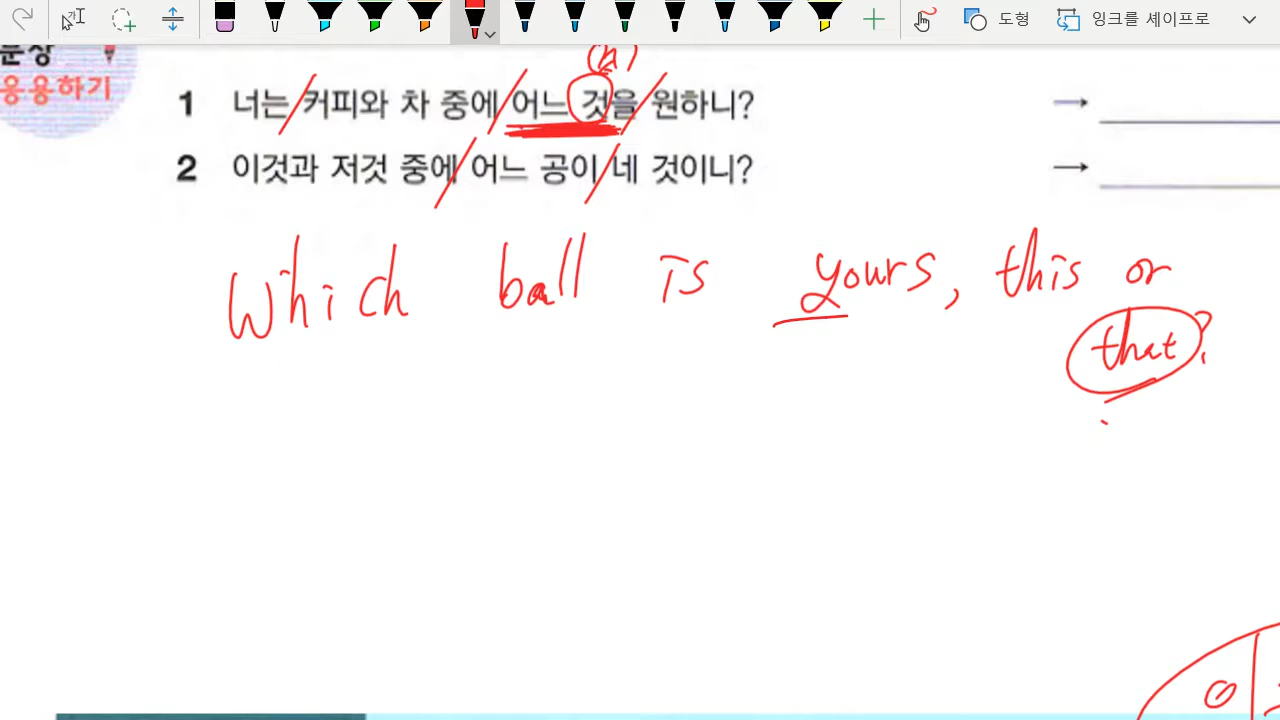 도형
잉크를 셰이프로
문장
응용하기
1 너는 커피와 차 중에 어느 것을 원하니? →
2 이것과 저것 중에 어느 공이 네 것이니? →
Which ball is yours, this or
that?